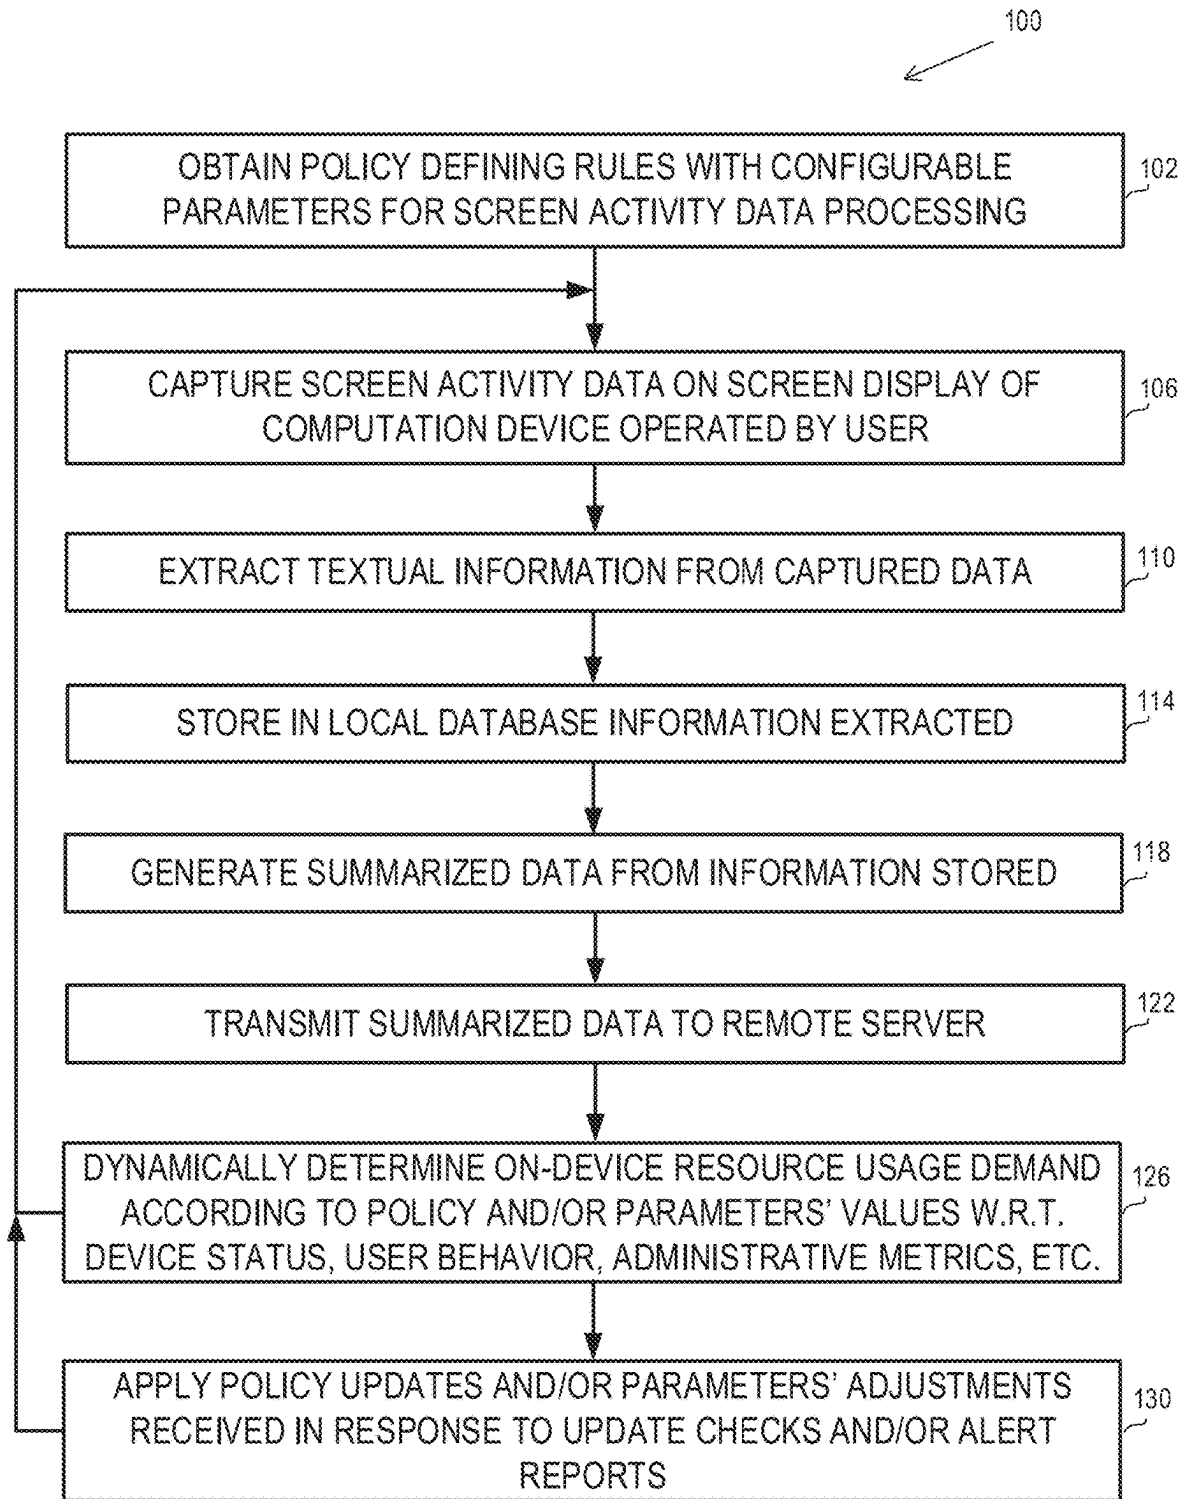 100
OBTAIN POLICY DEFINING RULES WITH CONFIGURABLE
PARAMETERS FOR SCREEN ACTIVITY DATA PROCESSING
102
CAPTURE SCREEN ACTIVITY DATA ON SCREEN DISPLAY OF
COMPUTATION DEVICE OPERATED BY USER
106
EXTRACT TEXTUAL INFORMATION FROM CAPTURED DATA
110
STORE IN LOCAL DATABASE INFORMATION EXTRACTED
114
GENERATE SUMMARIZED DATA FROM INFORMATION STORED
118
TRANSMIT SUMMARIZED DATA TO REMOTE SERVER
122
DYNAMICALLY DETERMINE ON-DEVICE RESOURCE USAGE DEMAND
ACCORDING TO POLICY AND/OR PARAMETERS' VALUES W.R.T.
DEVICE STATUS, USER BEHAVIOR, ADMINISTRATIVE METRICS, ETC.
126
APPLY POLICY UPDATES AND/OR PARAMETERS' ADJUSTMENTS
RECEIVED IN RESPONSE TO UPDATE CHECKS AND/OR ALERT
REPORTS
130